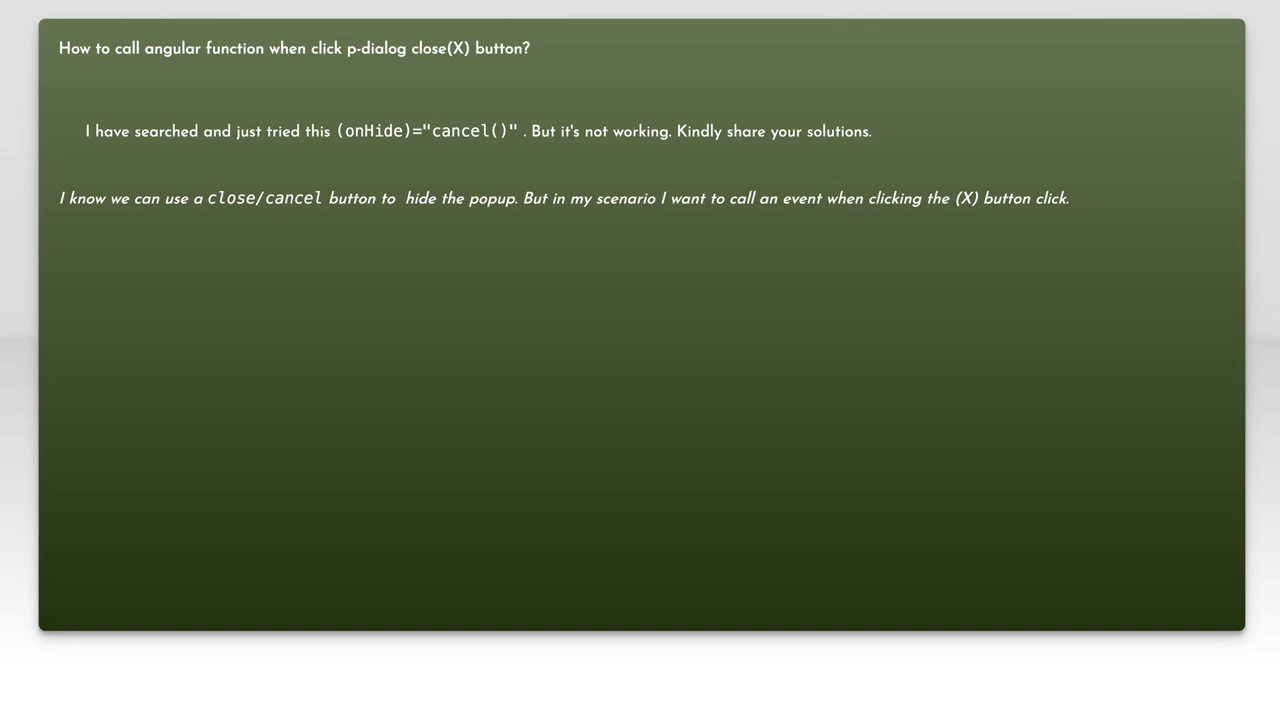 How to call angular function when click p-dialog close(X) button?
I have searched and just tried this (onHide)="cancel()" . But it's not working. Kindly share your solutions.
I know we can use a close/cancel button to hide the popup. But in my scenario I want to call an event when clicking the (X) button click.